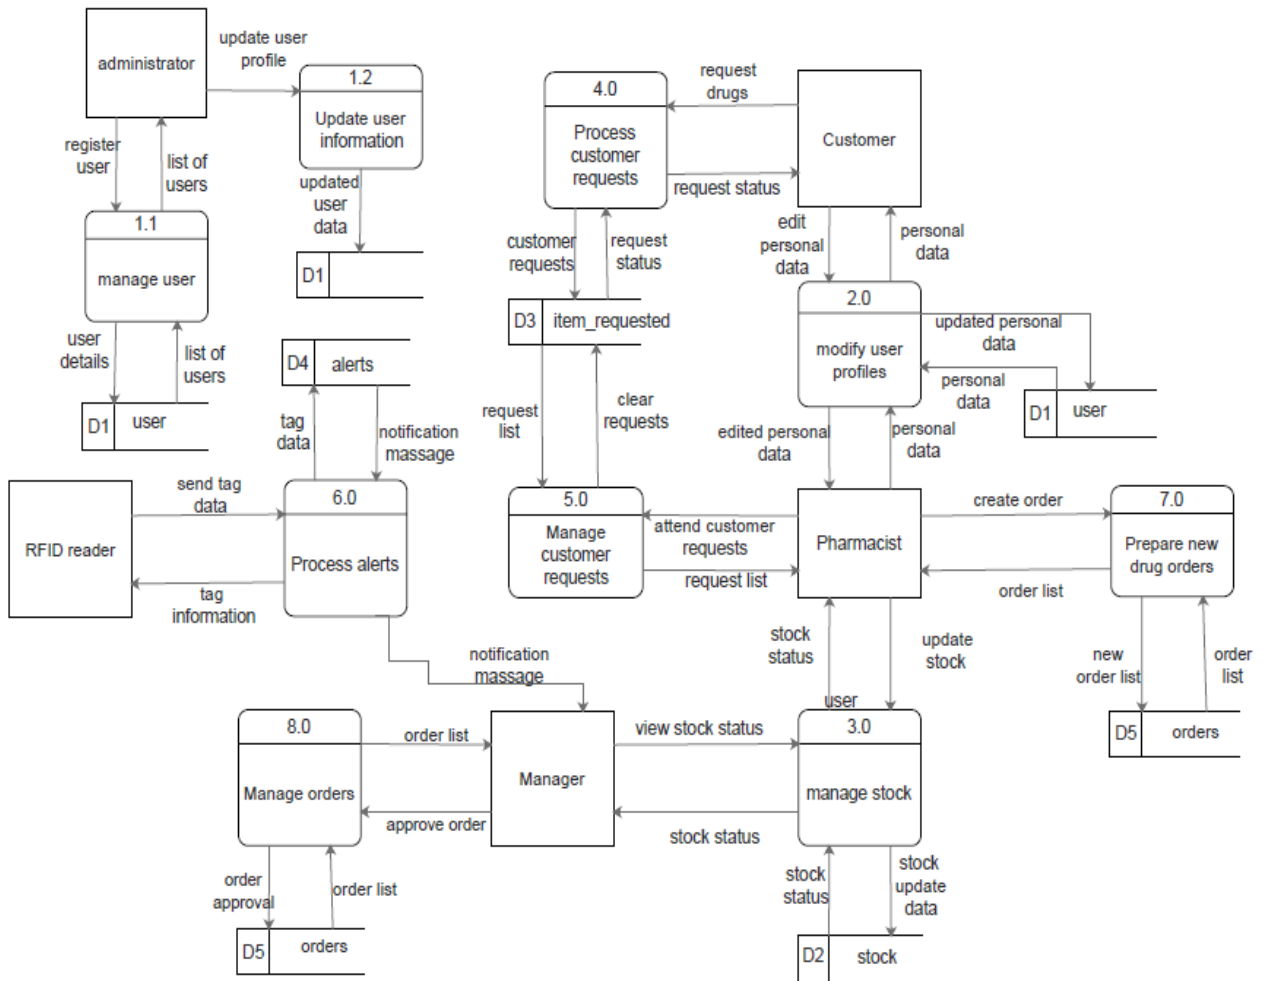 administrator
update user
profile
1.2
Update user
information
register
user
list of
users
updated
user
data
1.1
manage user
D1
user
details
list of
users
D1
user
4.0
Process
customer
requests
request
drugs
Customer
request status
customer
requests
request
status
edit
personal
data
personal
data
D3
item_requested
2.0
modify user
profiles
updated personal
data
personal
data
D1
user
D4
alerts
tag
data
notification
massage
request
list
clear
requests
edited personal
data
personal
data
RFID reader
send tag
data
6.0
Process alerts
tag
information
5.0
Manage
customer
requests
attend customer
requests
request list
Pharmacist
create order
7.0
Prepare new
drug orders
order list
notification
massage
stock
status
update
stock
new
order list
order
list
D5
orders
8.0
Manage orders
order list
approve order
Manager
view stock status
stock status
user
3.0
manage stock
order
approval
order list
D5
orders
stock
status
stock
update
data
D2
stock